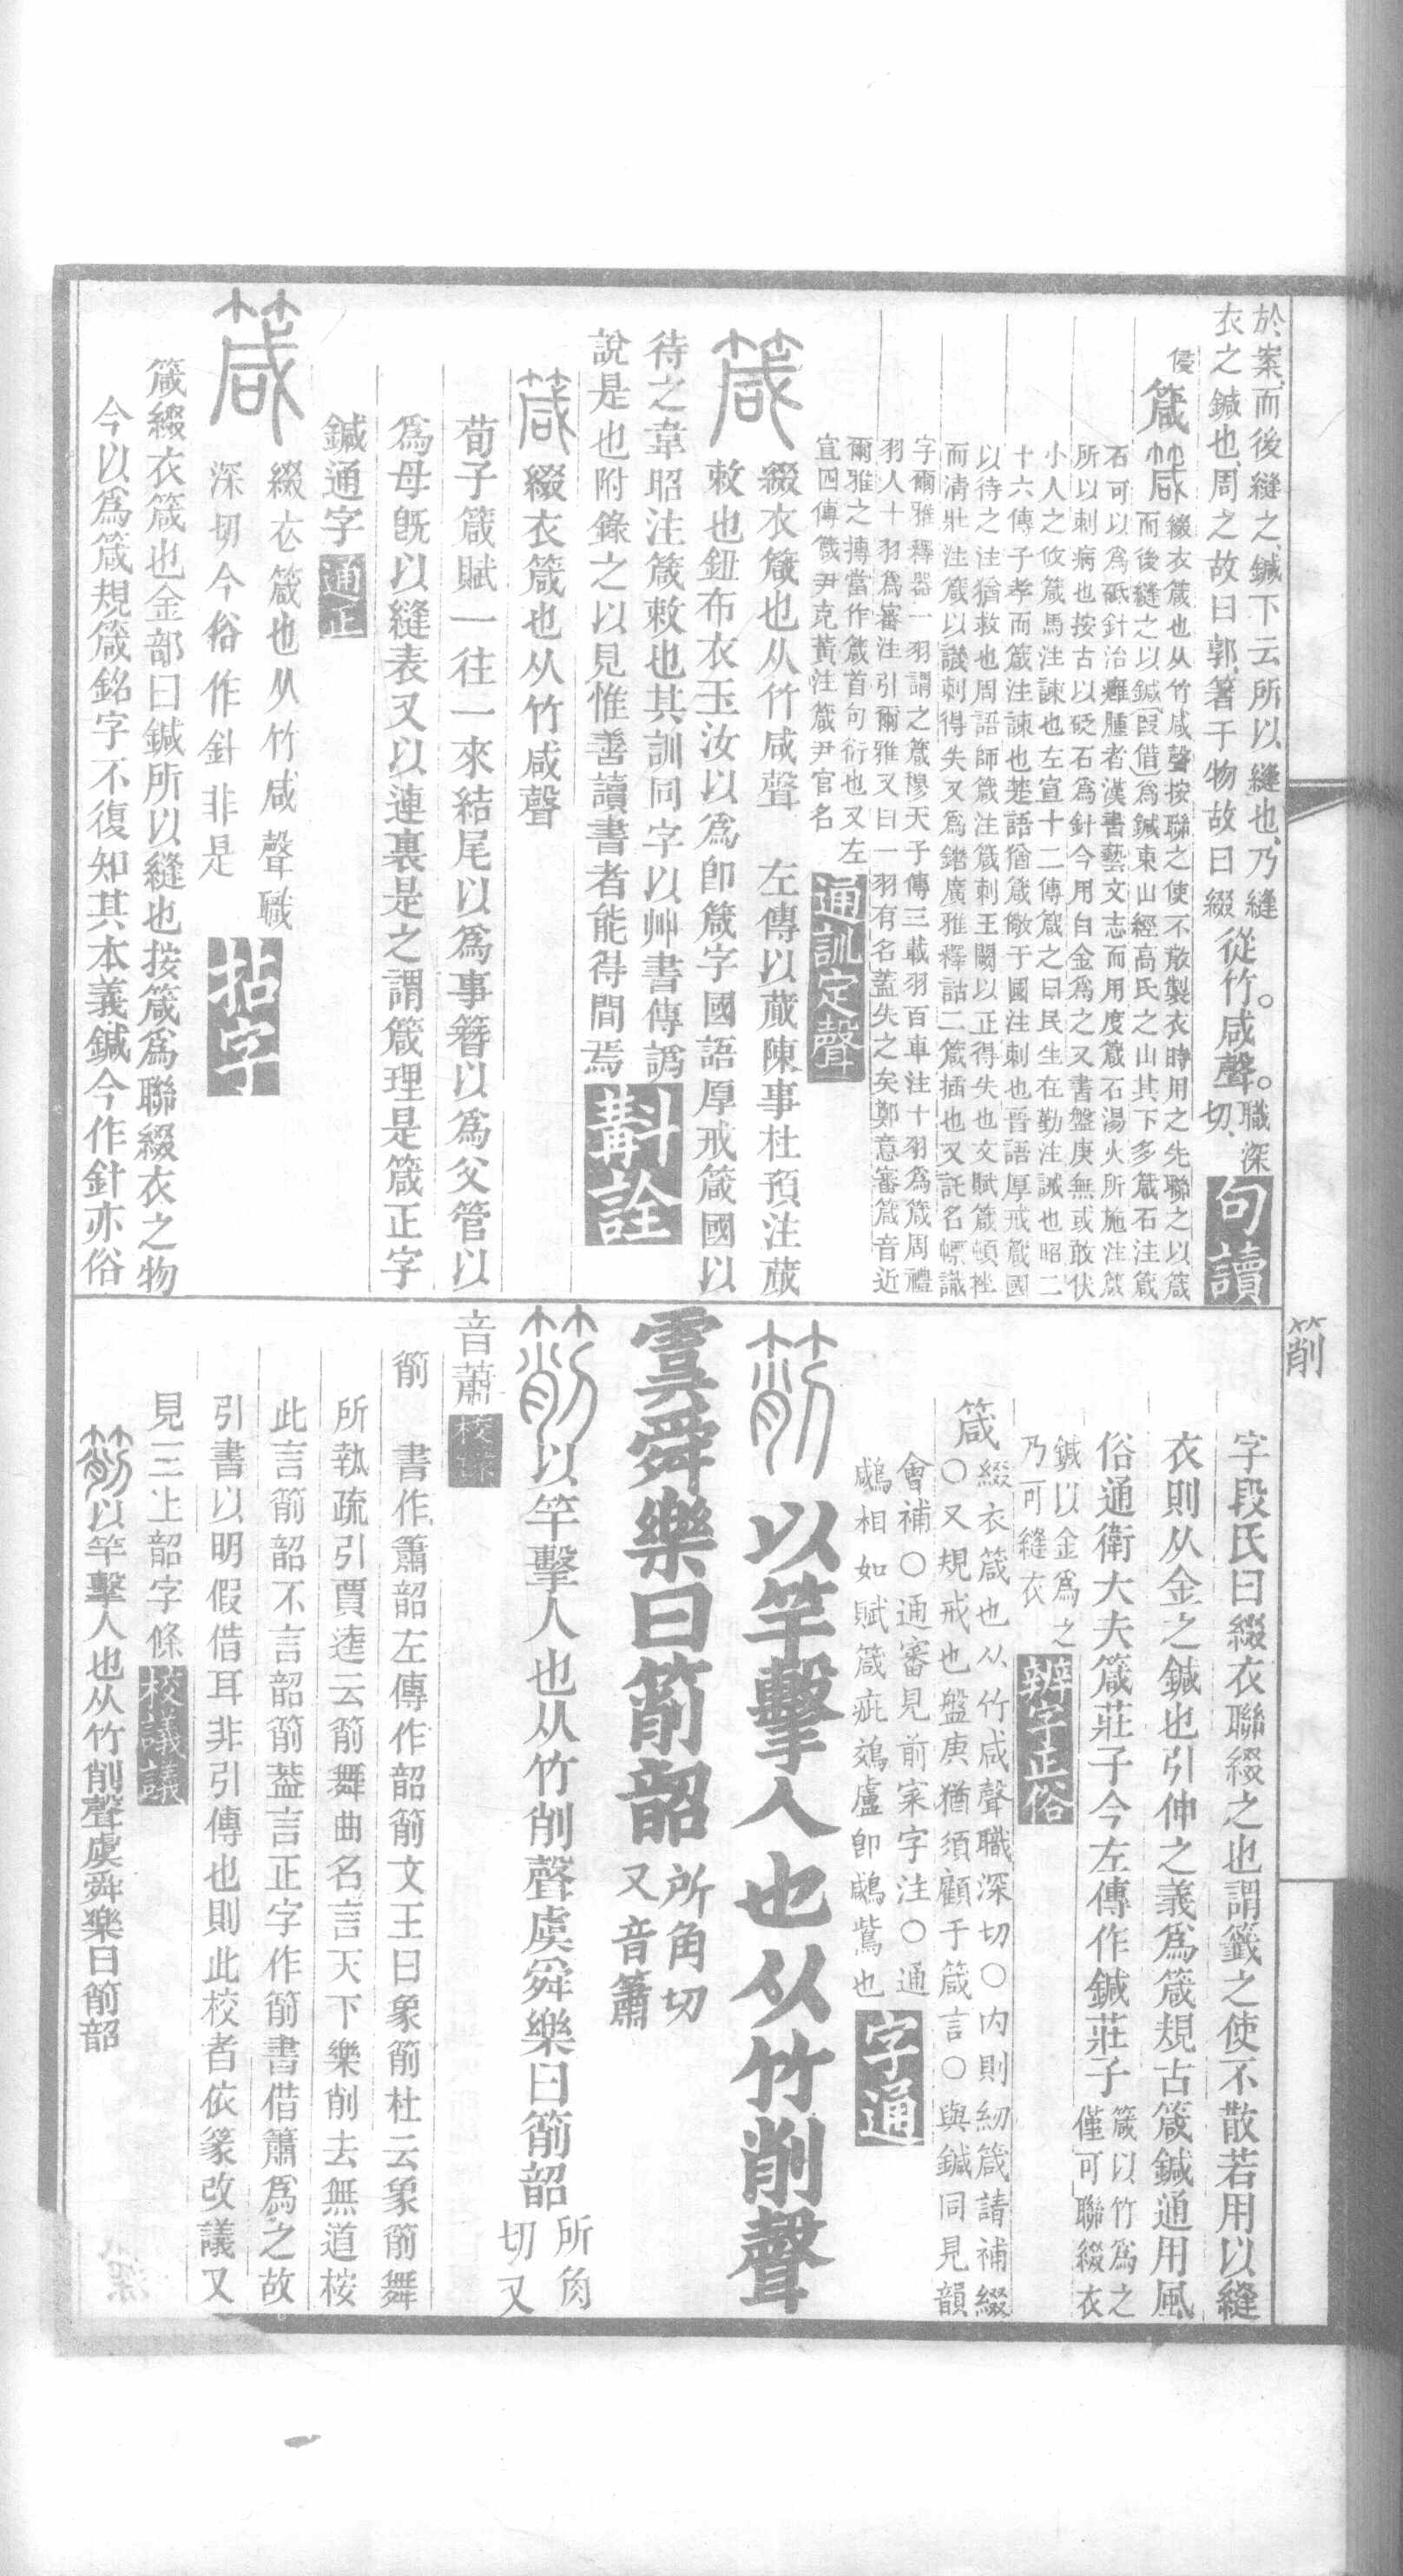 於案而後縫之鍼下云所以縫也乃縫
衣之鍼也周之故曰郭箸于物故曰綴
從竹咸聲職深
切
句讀
侵
箴
綴衣箴也从竹咸聲按聯之使不散製衣時用之先聯之以箴
而後縫之以鍼叚借爲鍼東山經高氏之山其下多箴石注箴
石可以爲砥針治癰腫者漢書藝文志而用度箴石湯火所施注箴
所以刺病也按古以砭石爲針今用白金爲之又書盤庚無或敢伏
小人之攸箴馬注諫也左宣十二傳箴之曰民生在勤注誡也昭二
十六傳子孝而箴注諫也楚語猶箴儆于國注刺也晉語厚戒箴國
以待之注猶救也周語師箴注箴刺王闕以正得失也文賦箴頓挫
而清壯注箴以譏刺得失又爲鐕廣雅釋詁二箴插也又託名幖識
字爾雅釋器一羽謂之箴穆天子傳三載羽百車注十羽爲箴周禮
羽人十羽爲審注引爾雅又曰一羽有名蓋失之矣鄭意審箴音近
爾雅之摶當作箴首句衍也又左
宣四傳箴尹克黃注箴尹官名
通訓定聲
箴
綴衣箴也从竹咸聲 左傳以蕆陳事杜預注蕆
敕也鈕布衣玉汝以爲卽箴字國語厚戒箴國以
待之韋昭注箴敕也其訓同字以艸書傳譌
說是也附錄之以見惟善讀書者能得間焉
斠詮
箴綴衣箴也从竹咸聲
荀子箴賦一往一來結尾以爲事簪以爲父管以
爲母旣以縫表又以連裏是之謂箴理是箴正字
鍼通字
通正
箴
綴衣箴也从竹咸聲職
深切今俗作針非是
拈字
箴綴衣箴也金部曰鍼所以縫也按箴爲聯綴衣之物
今以爲箴規箴銘字不復知其本義鍼今作針亦俗
箾
字段氏曰綴衣聯綴之也謂籤之使不散若用以縫
衣則从金之鍼也引伸之義爲箴規古箴鍼通用風
俗通衛大夫箴莊子今左傳作鍼莊子
箴以竹爲之
僅可聯綴衣
鍼以金爲之
乃可縫衣
辨字正俗
箴
綴衣箴也从竹咸聲職深切○內則紉箴請補綴
○又規戒也盤庚猶須顧于箴言○與鍼同見韻
會補○通審見前案字注○通
鶼相如賦箴疵鵁盧卽鶼鴜也
字通
箾以竿擊人也从竹削聲
虞舜樂曰箾韶
所角切
又音簫
箾以竿擊人也从竹削聲虞舜樂曰箾韶
所角
切又
音蕭
校錄
箾 書作簫韶左傳作韶箾文王曰象箾杜云象箾舞
所執疏引賈逵云箾舞曲名言天下樂削去無道桉
此言箾韶不言韶箾葢言正字作箾書借簫爲之故
引書以明假借耳非引傳也則此校者依篆改議又
見三上韶字條
校議議
箾以竿擊人也从竹削聲虞舜樂曰箾韶